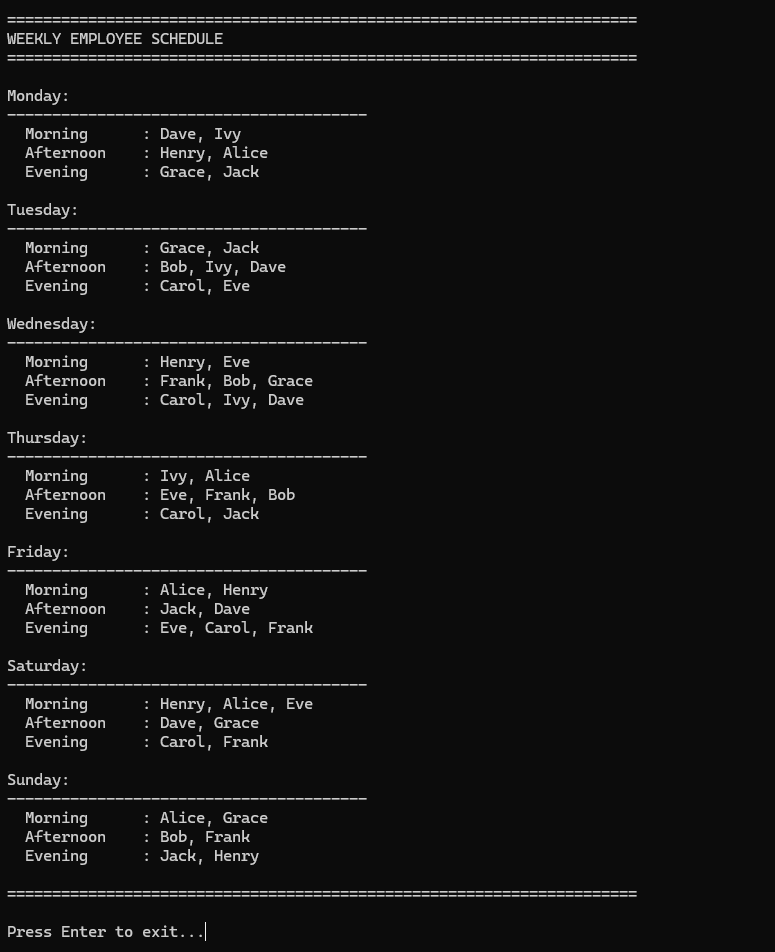 ======================================================================
WEEKLY EMPLOYEE SCHEDULE
======================================================================
Monday:
----------------------------------------
  Morning      : Dave, Ivy
  Afternoon    : Henry, Alice
  Evening      : Grace, Jack
Tuesday:
----------------------------------------
  Morning      : Grace, Jack
  Afternoon    : Bob, Ivy, Dave
  Evening      : Carol, Eve
Wednesday:
----------------------------------------
  Morning      : Henry, Eve
  Afternoon    : Frank, Bob, Grace
  Evening      : Carol, Ivy, Dave
Thursday:
----------------------------------------
  Morning      : Ivy, Alice
  Afternoon    : Eve, Frank, Bob
  Evening      : Carol, Jack
Friday:
----------------------------------------
  Morning      : Alice, Henry
  Afternoon    : Jack, Dave
  Evening      : Eve, Carol, Frank
Saturday:
----------------------------------------
  Morning      : Henry, Alice, Eve
  Afternoon    : Dave, Grace
  Evening      : Carol, Frank
Sunday:
----------------------------------------
  Morning      : Alice, Grace
  Afternoon    : Bob, Frank
  Evening      : Jack, Henry
======================================================================
Press Enter to exit...